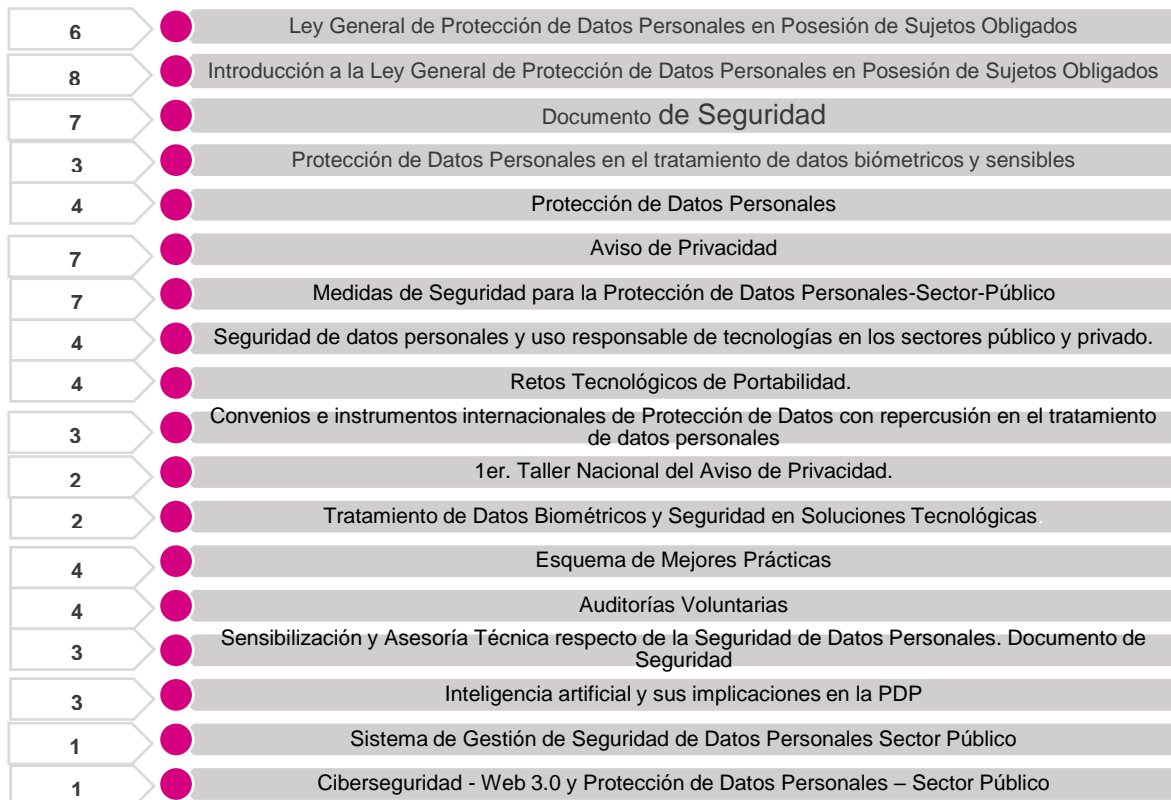 6
Ley General de Protección de Datos Personales en Posesión de Sujetos Obligados
8
Introducción a la Ley General de Protección de Datos Personales en Posesión de Sujetos Obligados
7
Documento de Seguridad
3
Protección de Datos Personales en el tratamiento de datos biómetricos y sensibles
4
Protección de Datos Personales
7
Aviso de Privacidad
7
Medidas de Seguridad para la Protección de Datos Personales-Sector-Público
4
Seguridad de datos personales y uso responsable de tecnologías en los sectores público y privado.
4
Retos Tecnológicos de Portabilidad.
3
Convenios e instrumentos internacionales de Protección de Datos con repercusión en el tratamiento
de datos personales
2
1er. Taller Nacional del Aviso de Privacidad.
2
Tratamiento de Datos Biométricos y Seguridad en Soluciones Tecnológicas.
4
Esquema de Mejores Prácticas
4
Auditorías Voluntarias
3
Sensibilización y Asesoría Técnica respecto de la Seguridad de Datos Personales. Documento de
Seguridad
3
Inteligencia artificial y sus implicaciones en la PDP
1
Sistema de Gestión de Seguridad de Datos Personales Sector Público
1
Ciberseguridad - Web 3.0 y Protección de Datos Personales – Sector Público